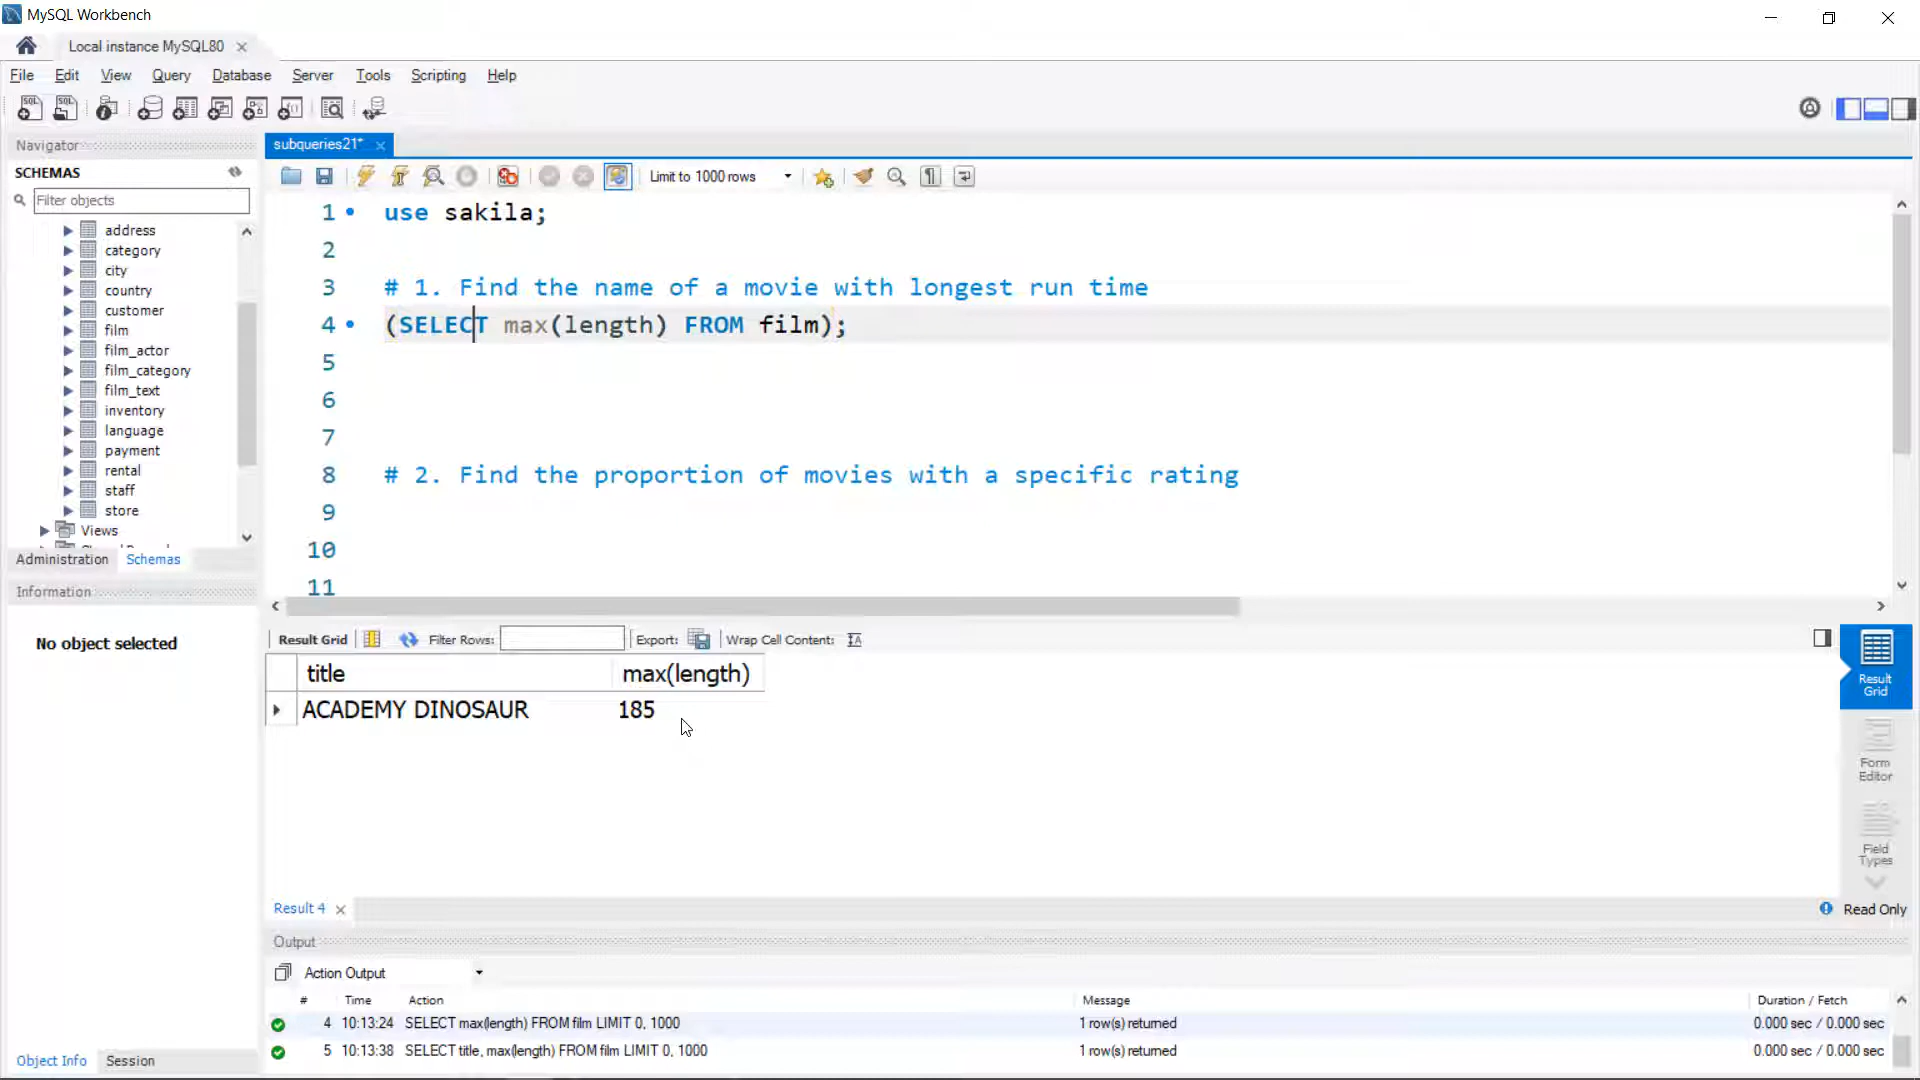 MySQL Workbench
Local instance MySQL80
File Edit View Query Database Server Tools Scripting Help
Navigator
SCHEMAS
Filter objects
address
category
city
country
customer
film
film_actor
film_category
film_text
inventory
language
payment
rental
staff
store
Views
Administration Schemas
Information
No object selected
Object Info Session
subqueries21*
Limit to 1000 rows
1 use sakila;
2
3 # 1. Find the name of a movie with longest run time
4 (SELECT max(length) FROM film);
5
6
7
8 # 2. Find the proportion of movies with a specific rating
9
10
11
Result Grid Filter Rows: Export: Wrap Cell Content:
title max(length)
ACADEMY DINOSAUR 185
Result Grid
Form Editor
Field Types
Result 4
Read Only
Output
Action Output
# Time Action Message Duration / Fetch
4 10:13:24 SELECT max(length) FROM film LIMIT 0, 1000 1 row(s) returned 0.000 sec / 0.000 sec
5 10:13:38 SELECT title, max(length) FROM film LIMIT 0, 1000 1 row(s) returned 0.000 sec / 0.000 sec